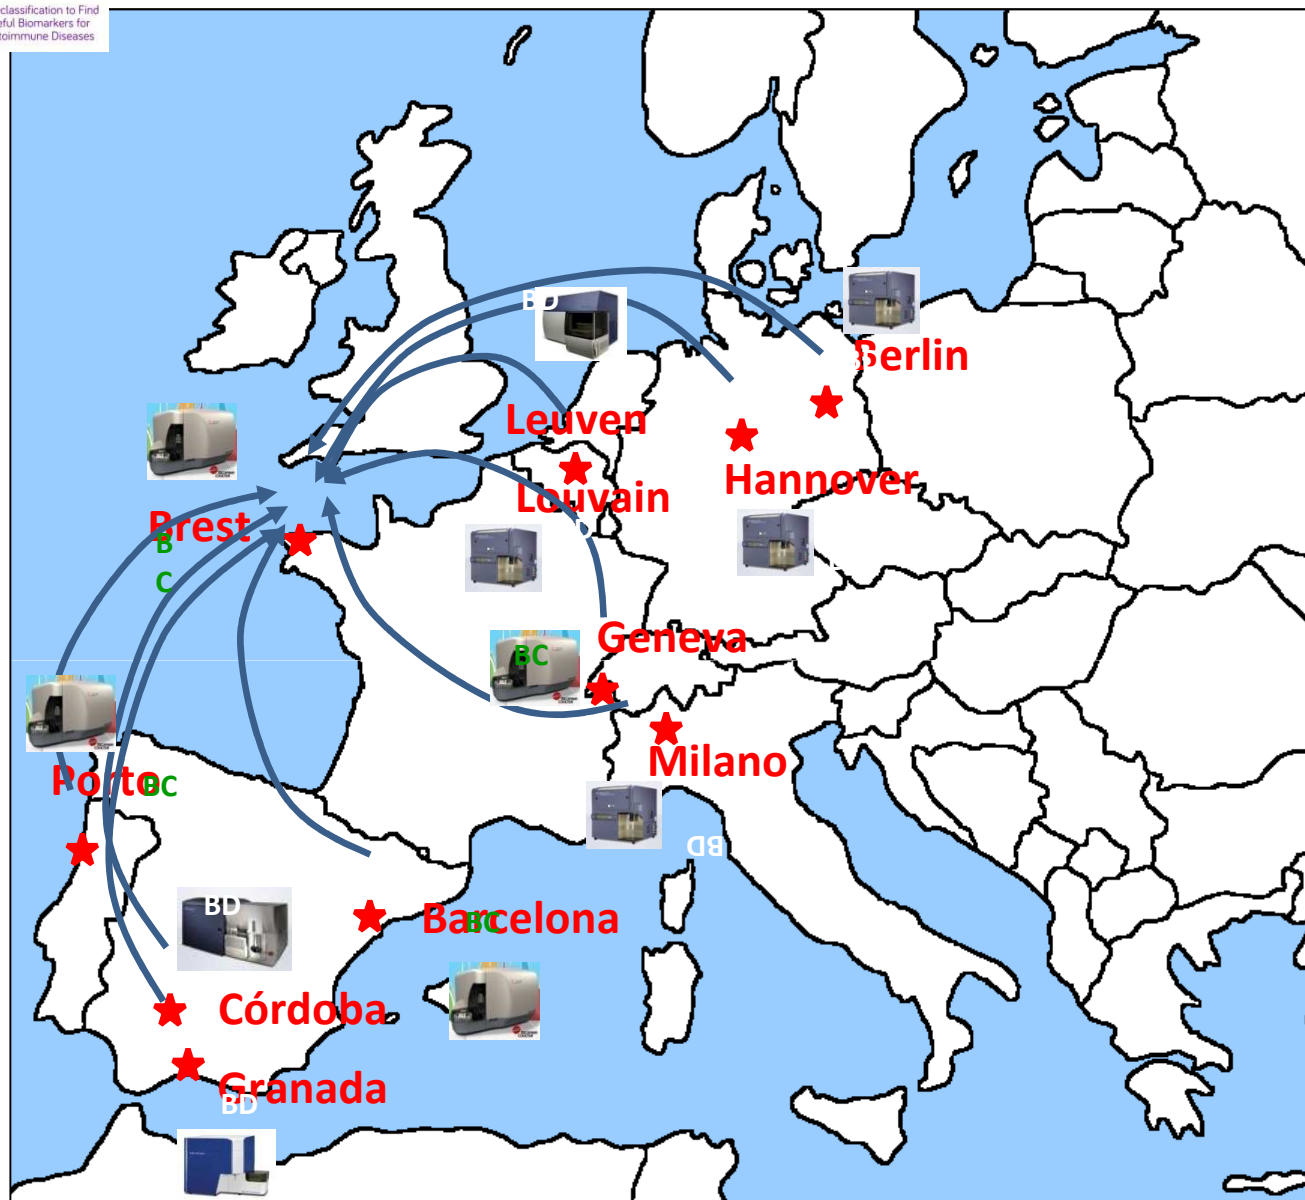 classification to Find
eful Biomarkers for
toimmune Diseases
BD
Berlin
Leuven
Hannover
Louvain
Brest
B
C
Geneva
BC
Milano
Porto
BC
BD
BD
Barcelona
BC
Córdoba
Granada
BD